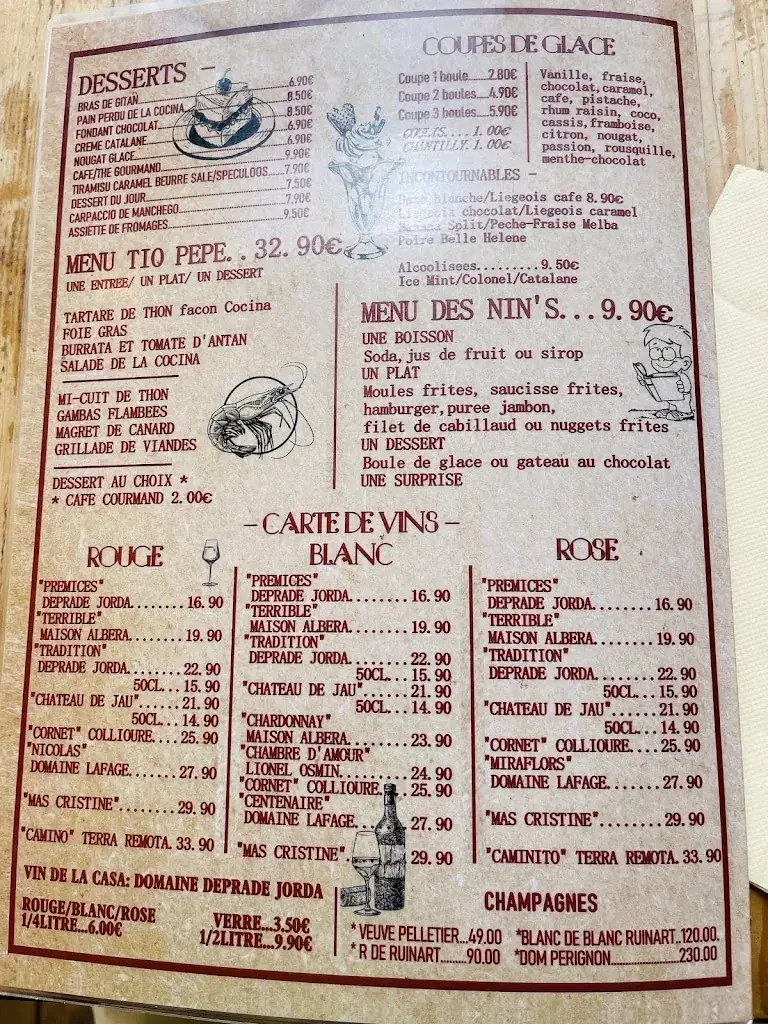 DESSERTS –
BRAS DE GITAN...6.90€
PAIN PERDU DE LA COCINA...8.50€
FONDANT CHOCOLAT...8.50€
CREME CATALANE...6.90€
NOUGAT GLACE...6.90€
CAFE/THE GOURMAND...9.90€
TIRAMISU CARAMEL BEURRE SALE/SPECULOOS...7.90€
DESSERT DU JOUR...7.50€
CARPACCIO DE MANCHEGO...7.90€
ASSIETTE DE FROMAGES...9.50€
COUPES DE GLACE
Coupe 1 boule.....2.80€
Coupe 2 boules....4.90€
Coupe 3 boules....5.90€
COULIS.... 1. 00€
CHANTILLY. 1. 00€
Vanille, fraise,
chocolat,caramel,
cafe, pistache,
rhum raisin, coco,
cassis,framboise,
citron, nougat,
passion, rousquille,
menthe-chocolat
INCONTOURNABLES –
Dame blanche/Liegeois cafe 8.90€
Liegeois chocolat/Liegeois caramel
Banana Split/Peche-Fraise Melba
Poire Belle Helene
Alcoolisees.........9.50€
Ice Mint/Colonel/Catalane
MENU TIO PEPE. . 32. 90€
UNE ENTREE/ UN PLAT/ UN DESSERT
TARTARE DE THON facon Cocina
FOIE GRAS
BURRATA ET TOMATE D'ANTAN
SALADE DE LA COCINA
MI-CUIT DE THON
GAMBAS FLAMBEES
MAGRET DE CANARD
GRILLADE DE VIANDES
DESSERT AU CHOIX *
* CAFE COURMAND 2.00€
MENU DES NIN'S...9.90€
UNE BOISSON
Soda,jus de fruit ou sirop
UN PLAT
Moules frites, saucisse frites,
hamburger,puree jambon,
filet de cabillaud ou nuggets frites
UN DESSERT
Boule de glace ou gateau au chocolat
UNE SURPRISE
– CARTE DE VINS –
ROUGE
"PREMICES"
DEPRADE JORDA........16.90
"TERRIBLE"
MAISON ALBERA........19.90
"TRADITION"
DEPRADE JORDA.......22.90
50CL... 15.90
"CHATEAU DE JAU"......21.90
50CL... 14.90
"CORNET" COLLIOURE....25.90
"NICOLAS"
DOMAINE LAFAGE.......27.90
"MAS CRISTINE"........29.90
"CAMINO" TERRA REMOTA.33.90
BLANC
"PREMICES"
DEPRADE JORDA........16.90
"TERRIBLE"
MAISON ALBERA........19.90
"TRADITION"
DEPRADE JORDA........22.90
50CL... 15.90
"CHATEAU DE JAU"......21.90
50CL... 14.90
"CHARDONNAY"
MAISON ALBERA........23.90
"CHAMBRE D'AMOUR"
LIONEL OSMIN.........24.90
"CORNET" COLLIOURE....25.90
"CENTENAIRE"
DOMAINE LAFAGE.......27.90
"MAS CRISTINE".29.90
ROSE
"PREMICES"
DEPRADE JORDA........16.90
"TERRIBLE"
MAISON ALBERA........19.90
"TRADITION"
DEPRADE JORDA........22.90
50CL... 15.90
"CHATEAU DE JAU"......21.90
50CL... 14.90
"CORNET" COLLIOURE....25.90
"MIRAFLORS"
DOMAINE LAFAGE.......27.90
"MAS CRISTINE"........29.90
"CAMINITO" TERRA REMOTA.33.90
VIN DE LA CASA: DOMAINE DEPRADE JORDA
ROUGE/BLANC/ROSE VERRE...3.50€
1/4LITRE...6.00€ 1/2LITRE...9.90€
CHAMPAGNES
*VEUVE PELLETIER...49.00 *BLANC DE BLANC RUINART..120.00.
*R DE RUINART........90.00 *DOM PERIGNON.....................230.00